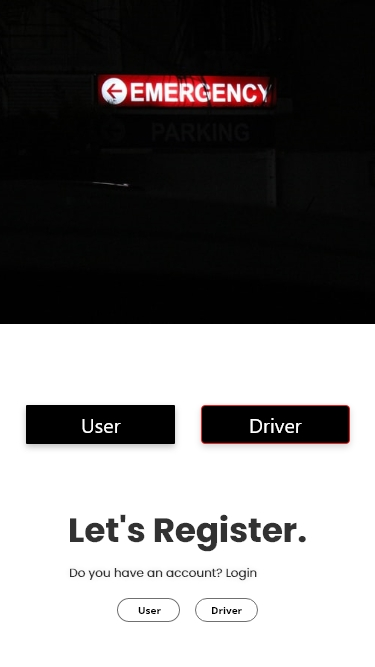 EMERGENCY
PARKING
User Driver
Let's Register.
Do you have an account? Login
User Driver